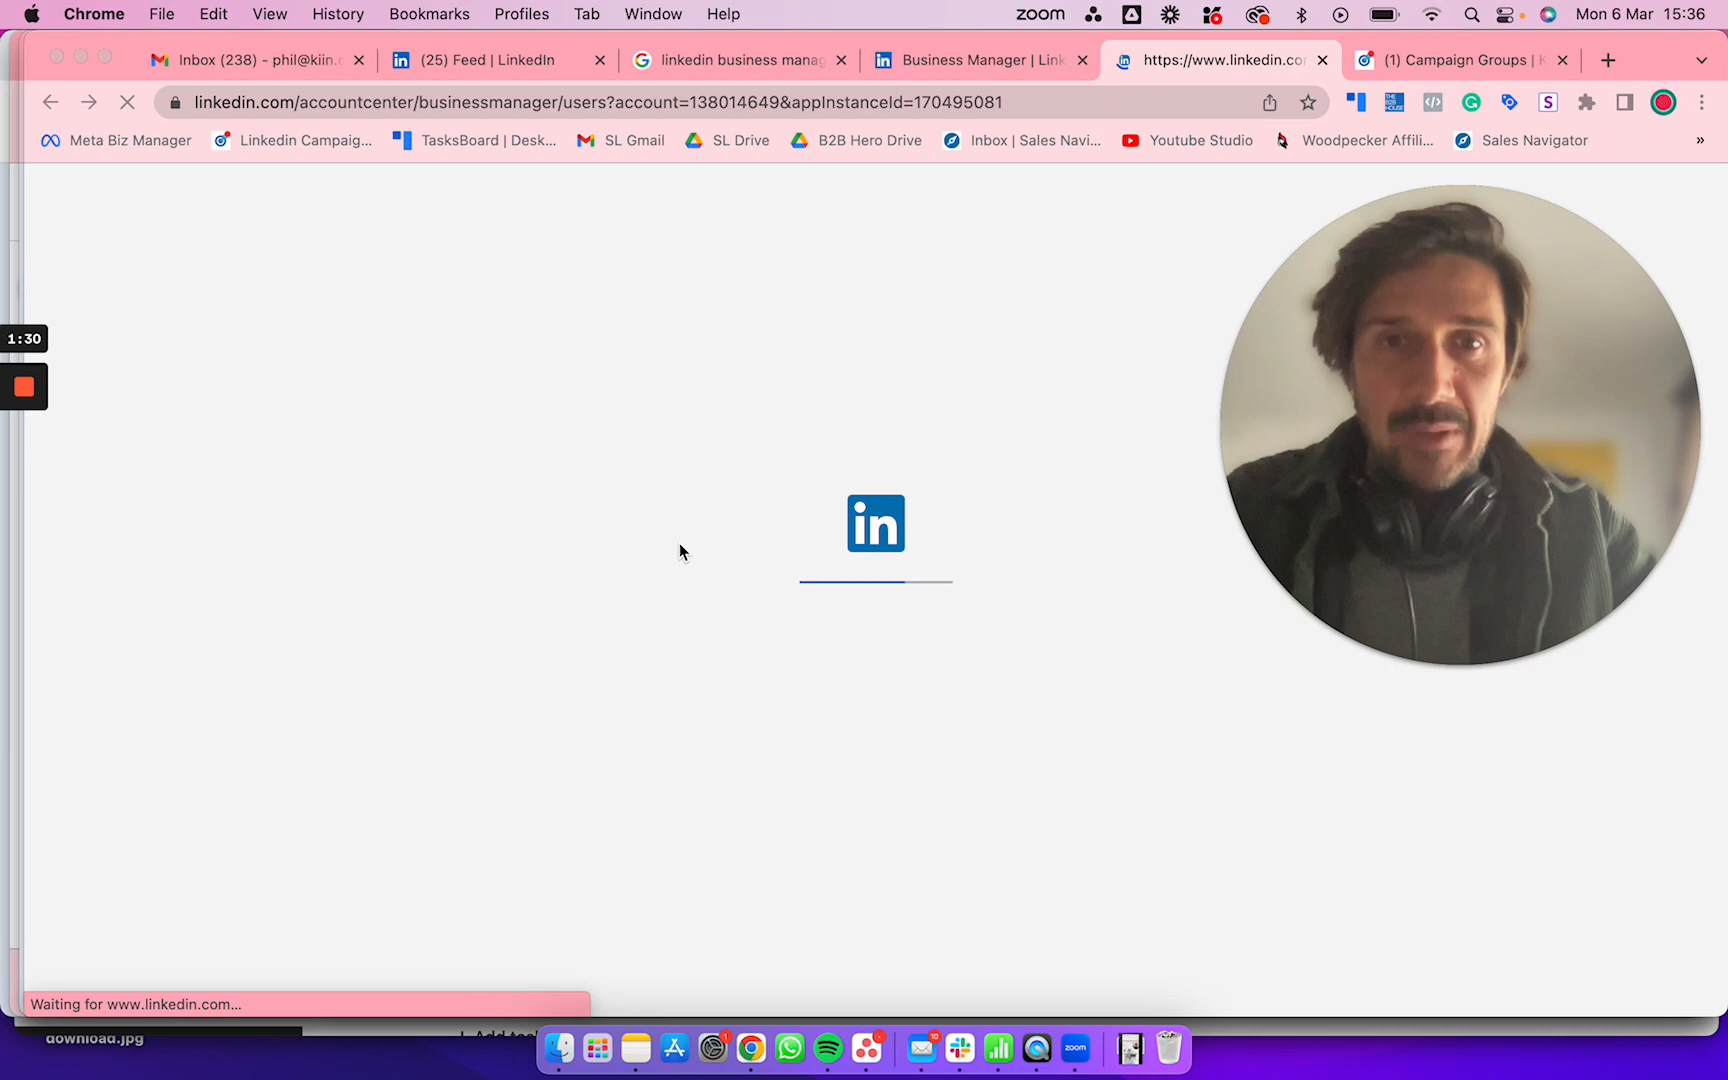 Chrome File Edit View History Bookmarks Profiles Tab Window Help zoom Mon 6 Mar 15:36
Inbox (238) - phil@kiin.c (25) Feed | LinkedIn linkedin business manag Business Manager | Link https://www.linkedin.co (1) Campaign Groups | K
linkedin.com/accountcenter/businessmanager/users?account=138014649&appInstanceId=170495081
Meta Biz Manager Linkedin Campaig... TasksBoard | Desk... SL Gmail SL Drive B2B Hero Drive Inbox | Sales Navi... Youtube Studio Woodpecker Affili... Sales Navigator »
1:30
in
Waiting for www.linkedin.com...
download.jpg
1
10
zoom